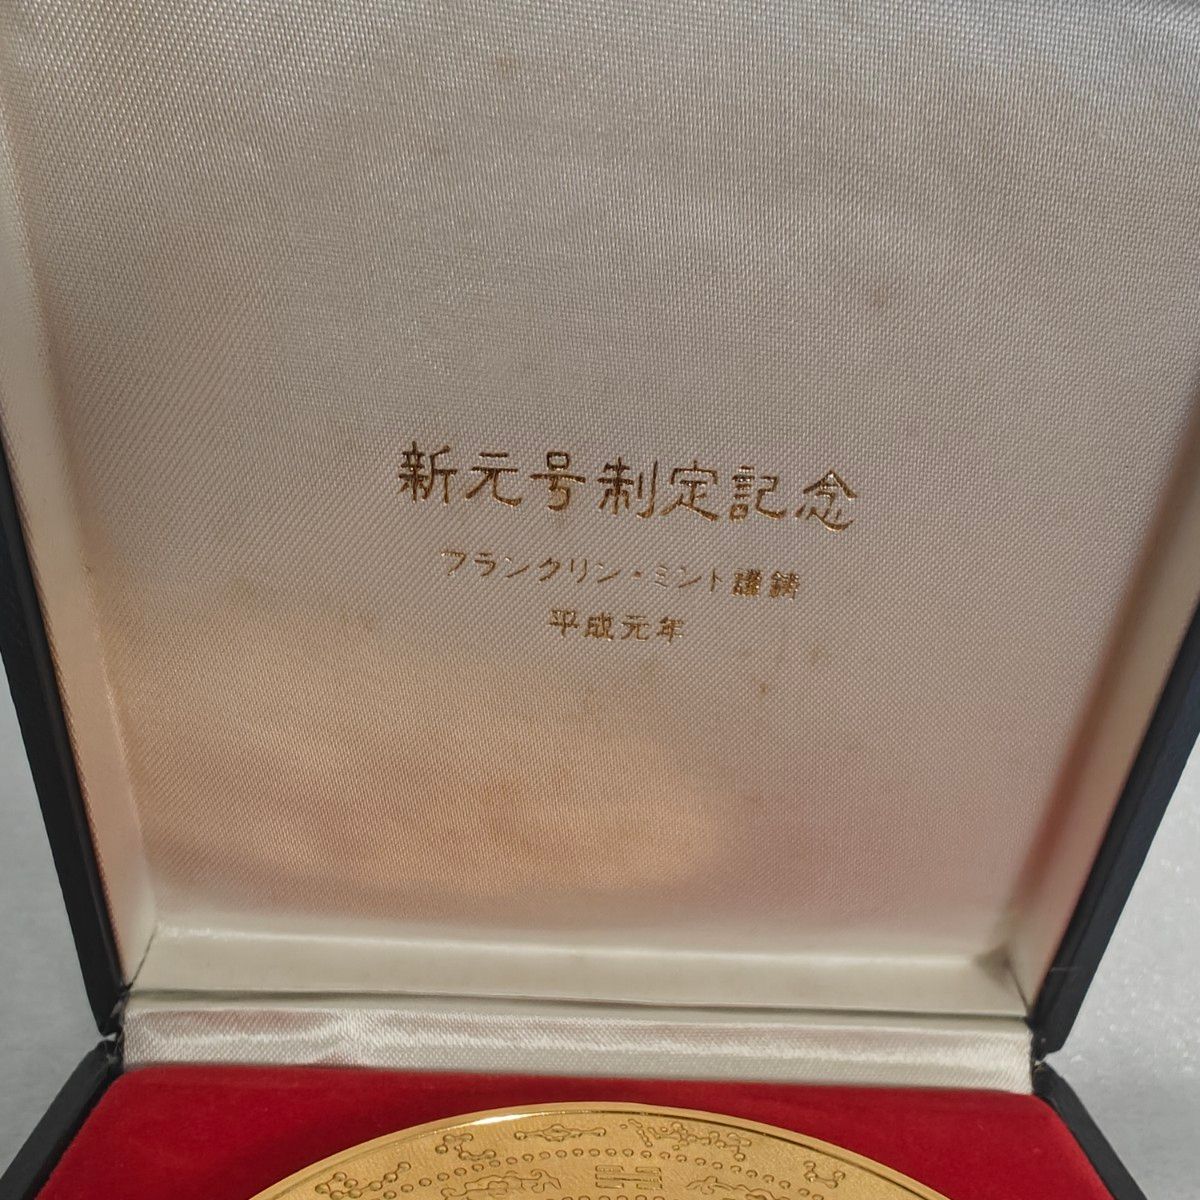 新元号制定記念
フランクリン・ミント謹鋳
平成元年